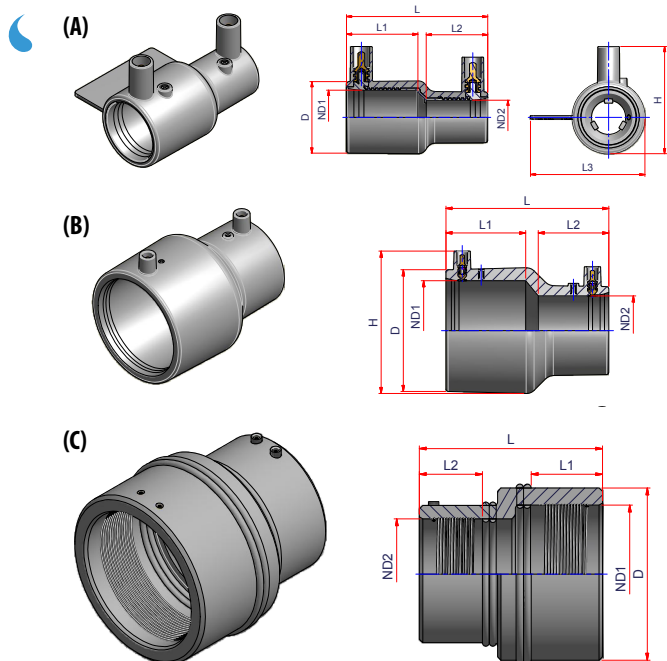 (A)
L
L1 L2
D ND1 ND2
H
L3
(B)
L
L1 L2
H D ND1 ND2
(C)
L
L2 L1
ND2 ND1 D